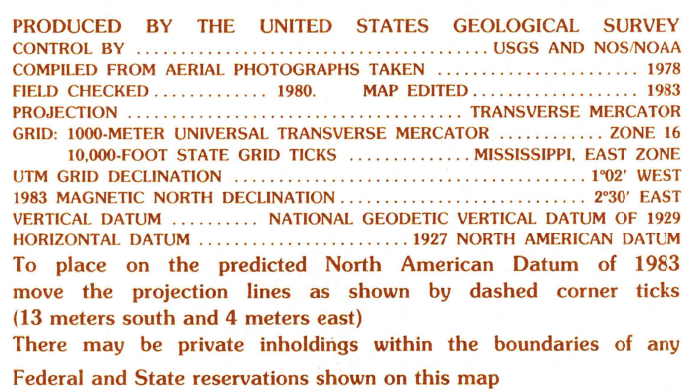 PRODUCED BY THE UNITED STATES GEOLOGICAL SURVEY
CONTROL BY ........................................ USGS AND NOS/NOAA
COMPILED FROM AERIAL PHOTOGRAPHS TAKEN .................. 1978
FIELD CHECKED ............. 1980. MAP EDITED ................ 1983
PROJECTION ........................................ TRANSVERSE MERCATOR
GRID: 1000-METER UNIVERSAL TRANSVERSE MERCATOR ............ ZONE 16
10,000-FOOT STATE GRID TICKS ............. MISSISSIPPI, EAST ZONE
UTM GRID DECLINATION ........................................ 1°02′ WEST
1983 MAGNETIC NORTH DECLINATION ............................ 2°30′ EAST
VERTICAL DATUM .......... NATIONAL GEODETIC VERTICAL DATUM OF 1929
HORIZONTAL DATUM ........................ 1927 NORTH AMERICAN DATUM
To place on the predicted North American Datum of 1983
move the projection lines as shown by dashed corner ticks
(13 meters south and 4 meters east)
There may be private inholdings within the boundaries of any
Federal and State reservations shown on this map